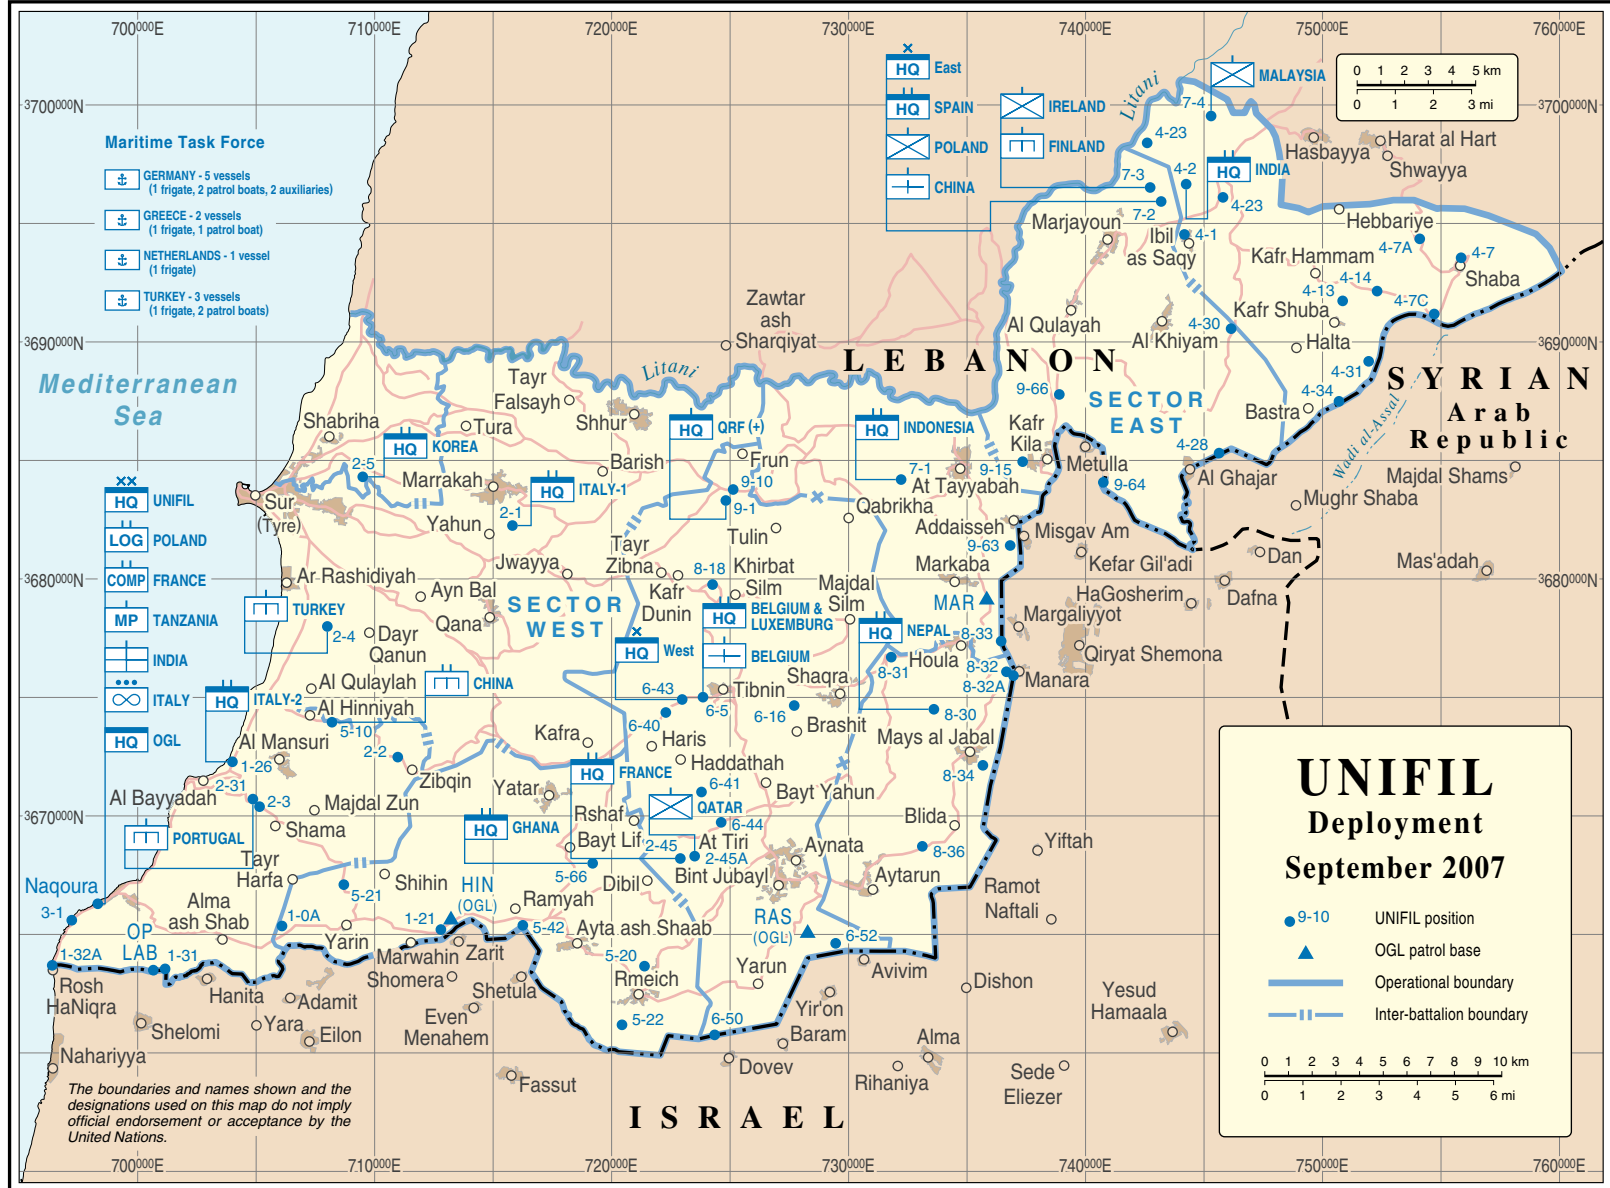 700000E
710000E
720000E
730000E
740000E
750000E
760000E
3700000N
3700000N
3690000N
3690000N
3680000N
3680000N
3670000N
3670000N
Maritime Task Force
GERMANY - 5 vessels
(1 frigate, 2 patrol boats, 2 auxiliaries)
GREECE - 2 vessels
(1 frigate, 1 patrol boat)
NETHERLANDS - 1 vessel
(1 frigate)
TURKEY - 3 vessels
(1 frigate, 2 patrol boats)
Mediterranean
Sea
HQ East
HQ SPAIN
POLAND
CHINA
IRELAND
FINLAND
MALAYSIA
HQ INDIA
0 1 2 3 4 5 km
0 1 2 3 mi
Litani
7-4
4-23
4-2
7-3
7-2
4-23
4-1
Hasbayya
Harat al Hart
Shwayya
Marjayoun
Ibil
as Saqy
Hebbariye
4-7A
4-7
Shaba
Kafr Hammam
4-14
4-13
4-7C
Kafr Shuba
Al Qulayah
Al Khiyam
4-30
Halta
4-31
4-34
Bastra
Zawtar
ash
Sharqiyat
LEBANON
SYRIAN
Arab
Republic
Litani
Wadi al-Assal
9-66
SECTOR
EAST
Tayr
Falsayh
Shhur
Shabriha
Tura
HQ KOREA
2-5
Marrakah
Barish
HQ ITALY-1
2-1
Yahun
HQ QRF (+)
Frun
9-10
9-1
HQ INDONESIA
7-1
At Tayyabah
9-15
Kafr
Kila
Metulla
9-64
4-28
Al Ghajar
Majdal Shams
Mughr Shaba
Sur
(Tyre)
Qabrikha
Addaisseh
Misgav Am
9-63
Tulin
Kefar Gil'adi
Dan
Mas'adah
XX
HQ UNIFIL
LOG POLAND
COMP FRANCE
MP TANZANIA
INDIA
ITALY
HQ OGL
Jwayya
Tayr
Zibna
Kafr
Dunin
8-18
Khirbat
Silm
Majdal
Silm
Markaba
MAR
HaGosherim
Dafna
Margaliyyot
Ar Rashidiyah
Ayn Bal
Qana
TURKEY
2-4
Dayr
Qanun
SECTOR
WEST
HQ BELGIUM &
LUXEMBURG
BELGIUM
HQ West
HQ NEPAL
8-33
Houla
8-31
8-32
8-32A
Manara
Qiryat Shemona
Al Qulaylah
CHINA
HQ ITALY-2
Al Hinniyah
5-10
6-43
6-5
Tibnin
Shaqra
6-40
6-16
8-30
Al Mansuri
2-2
Kafra
Haris
Brashit
Mays al Jabal
1-26
Zibqin
Haddathah
8-34
HQ FRANCE
2-31
2-3
Al Bayyadah
Majdal Zun
Yatar
6-41
Bayt Yahun
QATAR
Rshaf
6-44
Blida
Shama
HQ GHANA
Bayt Lif
2-45
At Tiri
2-45A
Aynata
8-36
Yiftah
PORTUGAL
Tayr
Harfa
5-66
Dibil
Bint Jubayl
Aytarun
Naqoura
3-1
5-21
Shihin
HIN
(OGL)
Ramyah
Ramot
Naftali
Alma
ash Shab
1-0A
1-21
5-42
Ayta ash Shaab
RAS
(OGL)
OP
LAB
1-32A
1-31
Yarin
Marwahin
Zarit
5-20
Rmeich
Yarun
6-52
Avivim
Rosh
HaNiqra
Hanita
Shomera
Shetula
Dishon
Adamit
Even
Menahem
Yir'on
Yesud
Hamaala
Shelomi
Yara
Eilon
5-22
6-50
Baram
Alma
Nahariyya
Fassut
Dovev
Rihaniya
Sede
Eliezer
ISRAEL
The boundaries and names shown and the
designations used on this map do not imply
official endorsement or acceptance by the
United Nations.
UNIFIL
Deployment
September 2007
9-10 UNIFIL position
OGL patrol base
Operational boundary
Inter-battalion boundary
0 1 2 3 4 5 6 7 8 9 10 km
0 1 2 3 4 5 6 mi
700000E
710000E
720000E
730000E
740000E
750000E
760000E